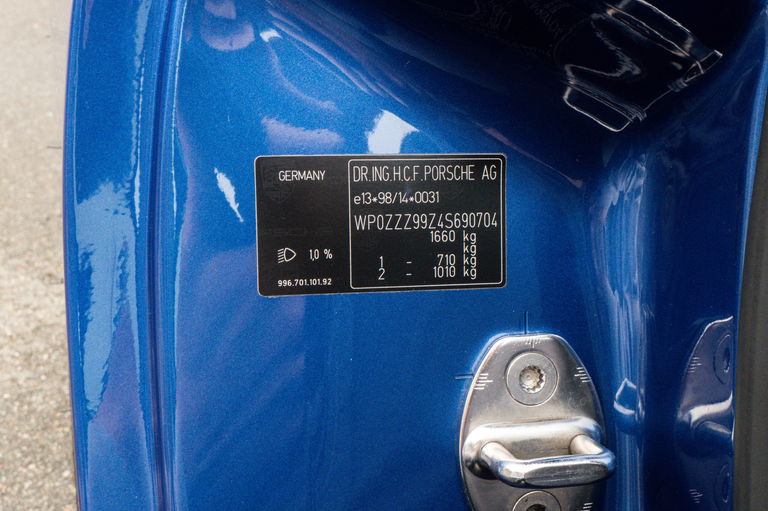 GERMANY
DR.ING.H.C.F.PORSCHE AG
e13*98/14*0031
WP0ZZZ99Z4S690704
1660 kg
kg
1 - 710 kg
2 - 1010 kg
1,0 %
996.701.101.92